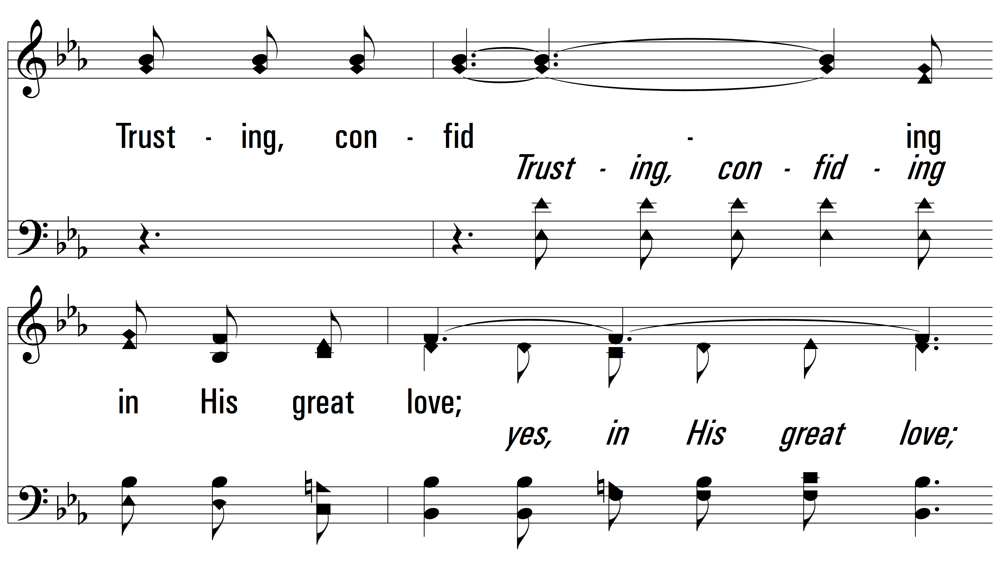 Trust - ing, con - fid - ing
Trust - ing, con - fid - ing
in His great love;
yes, in His great love;